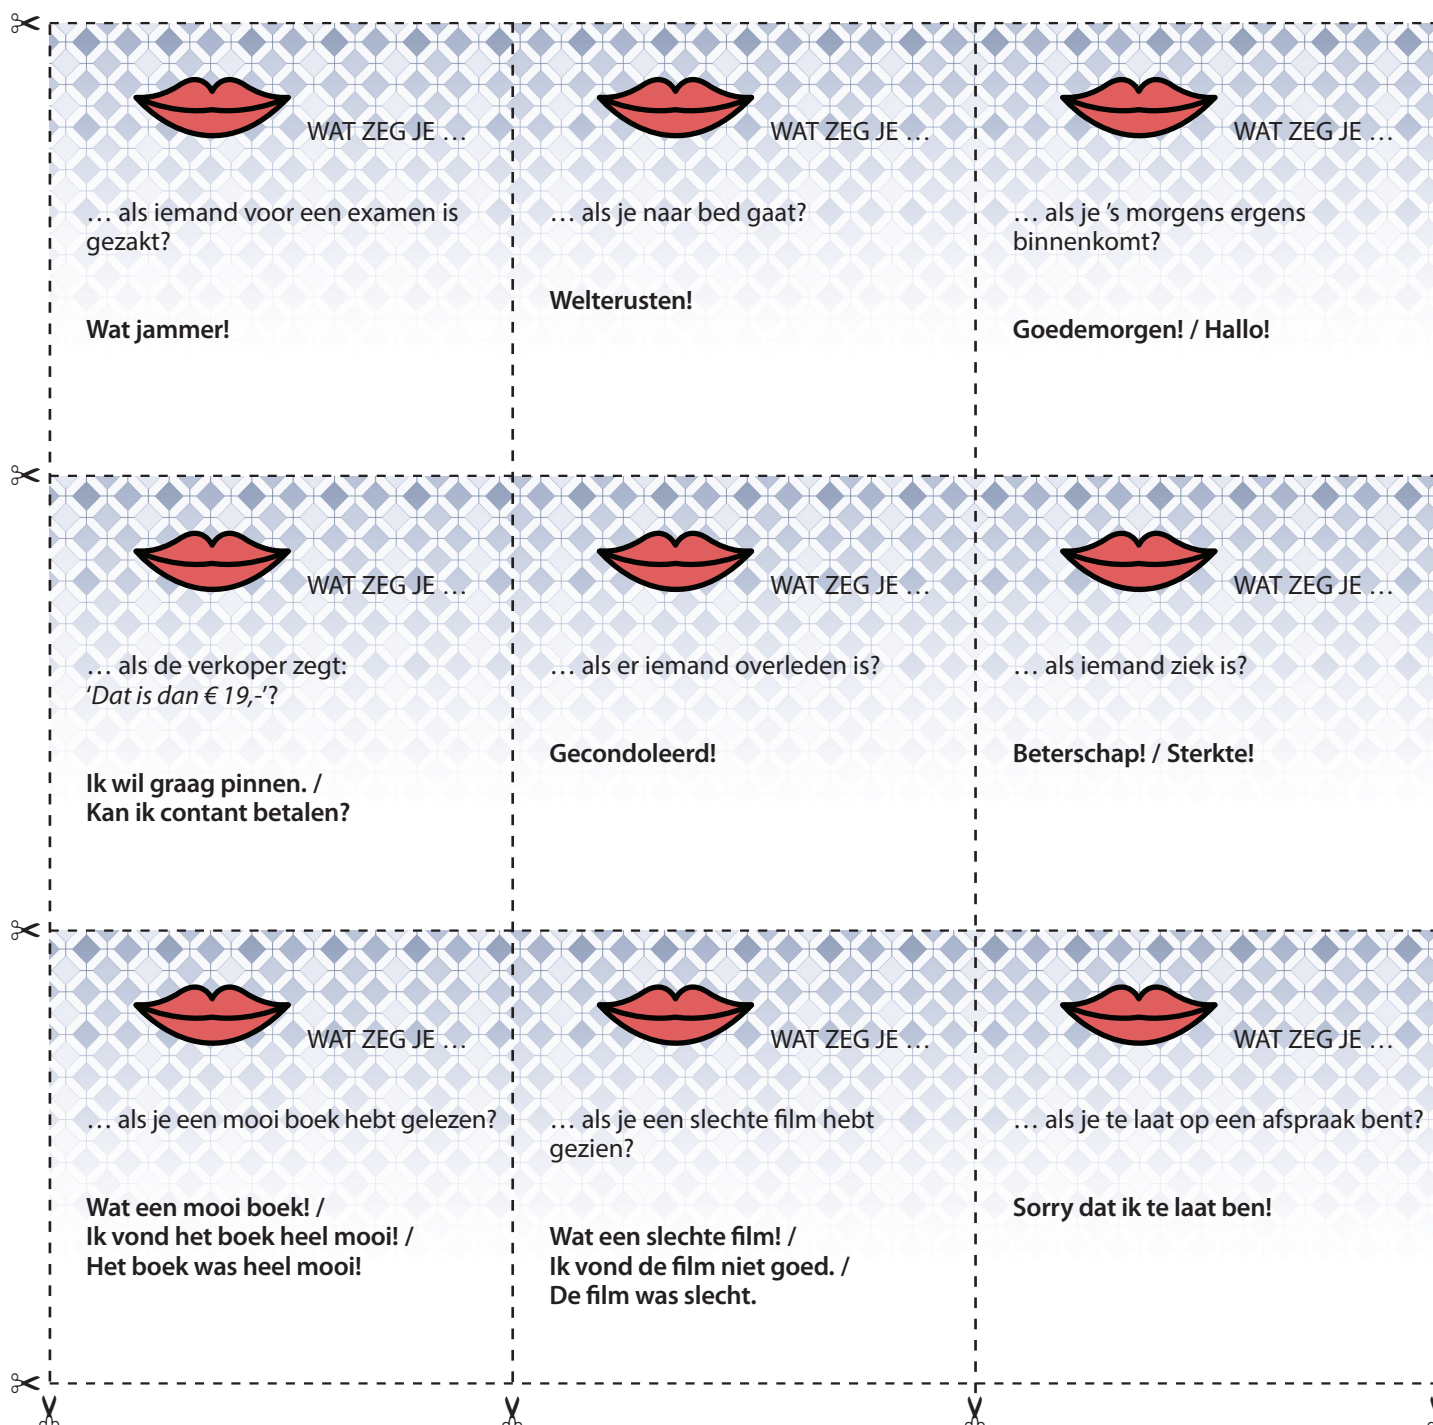 WAT ZEG JE …
… als iemand voor een examen is
gezakt?
Wat jammer!
WAT ZEG JE …
… als je naar bed gaat?
Welterusten!
WAT ZEG JE …
… als je ’s morgens ergens
binnenkomt?
Goedemorgen! / Hallo!
WAT ZEG JE …
… als de verkoper zegt:
‘Dat is dan € 19,-’?
Ik wil graag pinnen. /
Kan ik contant betalen?
WAT ZEG JE …
… als er iemand overleden is?
Gecondoleerd!
WAT ZEG JE …
… als iemand ziek is?
Beterschap! / Sterkte!
WAT ZEG JE …
… als je een mooi boek hebt gelezen?
Wat een mooi boek! /
Ik vond het boek heel mooi! /
Het boek was heel mooi!
WAT ZEG JE …
… als je een slechte film hebt
gezien?
Wat een slechte film! /
Ik vond de film niet goed. /
De film was slecht.
WAT ZEG JE …
… als je te laat op een afspraak bent?
Sorry dat ik te laat ben!